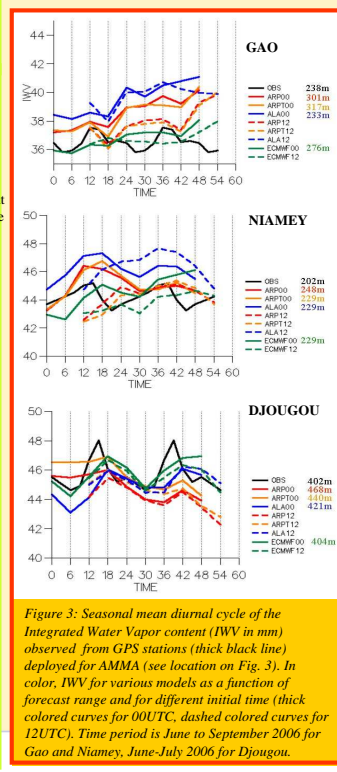 GAO
44
42
40
38
36
IWV
0 6 12 18 24 30 36 42 48 54 60
TIME
OBS 238m
ARP00 301m
ARPT00 317m
ALA00 233m
ARP12
ARPT12
ALA12
ECMWF00 276m
ECMWF12
NIAMEY
50
48
46
44
42
40
0 6 12 18 24 30 36 42 48 54 60
TIME
OBS 202m
ARP00 248m
ARPT00 229m
ALA00 229m
ARP12
ARPT12
ALA12
ECMWF00 229m
ECMWF12
DJOUGOU
50
48
46
44
42
40
0 6 12 18 24 30 36 42 48 54 60
TIME
OBS 402m
ARP00 468m
ARPT00 440m
ALA00 421m
ARP12
ARPT12
ALA12
ECMWF00 404m
ECMWF12
Figure 3: Seasonal mean diurnal cycle of the
Integrated Water Vapor content (IWV in mm)
observed from GPS stations (thick black line)
deployed for AMMA (see location on Fig. 3). In
color, IWV for various models as a function of
forecast range and for different initial time (thick
colored curves for 00UTC, dashed colored curves for
12UTC). Time period is June to September 2006 for
Gao and Niamey, June-July 2006 for Djougou.